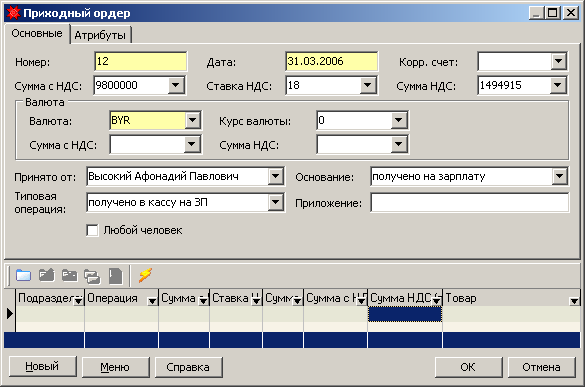 Приходный ордер
Основные Атрибуты
Номер: 12 Дата: 31.03.2006 Корр. счет:
Сумма с НДС: 9800000 Ставка НДС: 18 Сумма НДС: 1494915
Валюта
Валюта: BYR Курс валюты: 0
Сумма с НДС: Сумма НДС:
Принято от: Высокий Афонадий Павлович Основание: получено на зарплату
Типовая
операция: получено в кассу на ЗП Приложение:
Любой человек
Подраздел Операция Сумма Ставка Сумм Сумма с Сумма НДС Товар
Новый Меню Справка OK Отмена